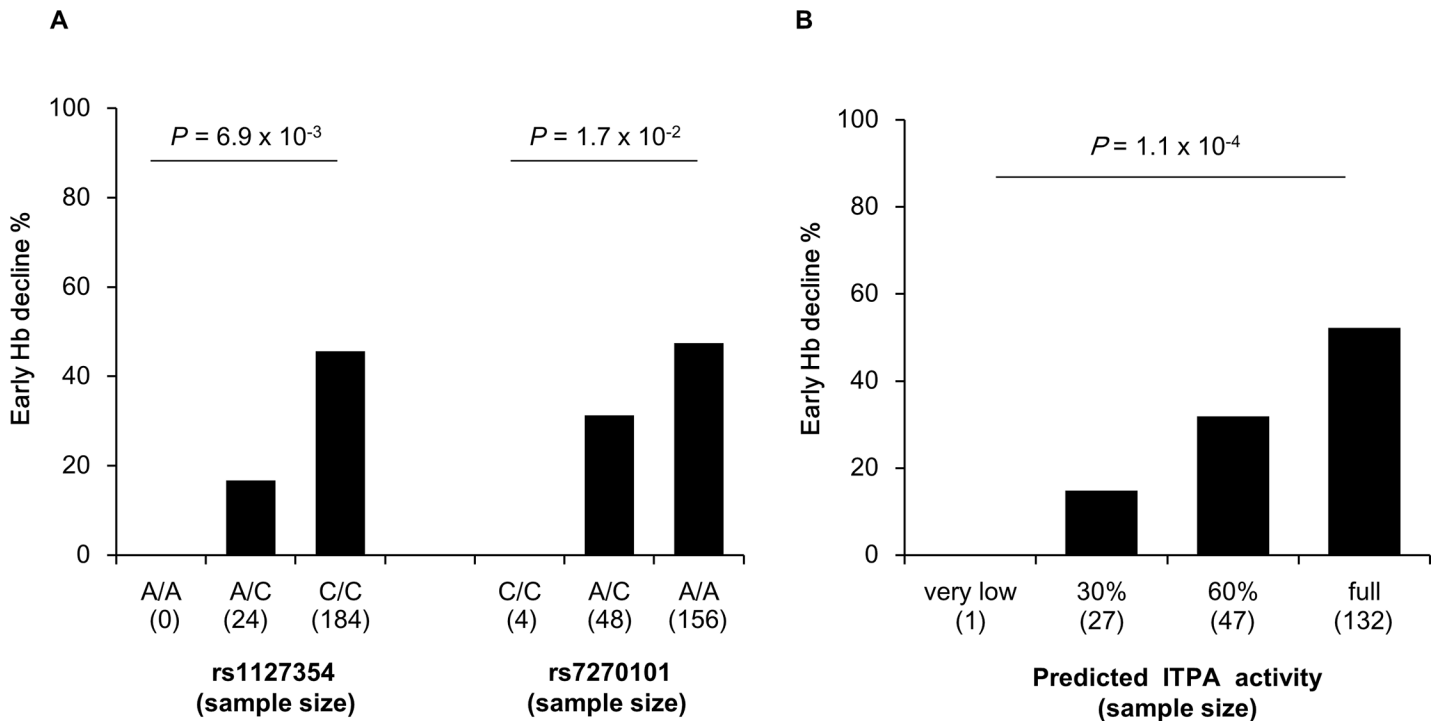 A
Early Hb decline %
100
80
60
40
20
0
P = 6.9 x 10-3
P = 1.7 x 10-2
A/A A/C C/C C/C A/C A/A
(0) (24) (184) (4) (48) (156)
rs1127354 rs7270101
(sample size) (sample size)
B
Early Hb decline %
100
80
60
40
20
0
P = 1.1 x 10-4
very low 30% 60% full
(1) (27) (47) (132)
Predicted ITPA activity
(sample size)